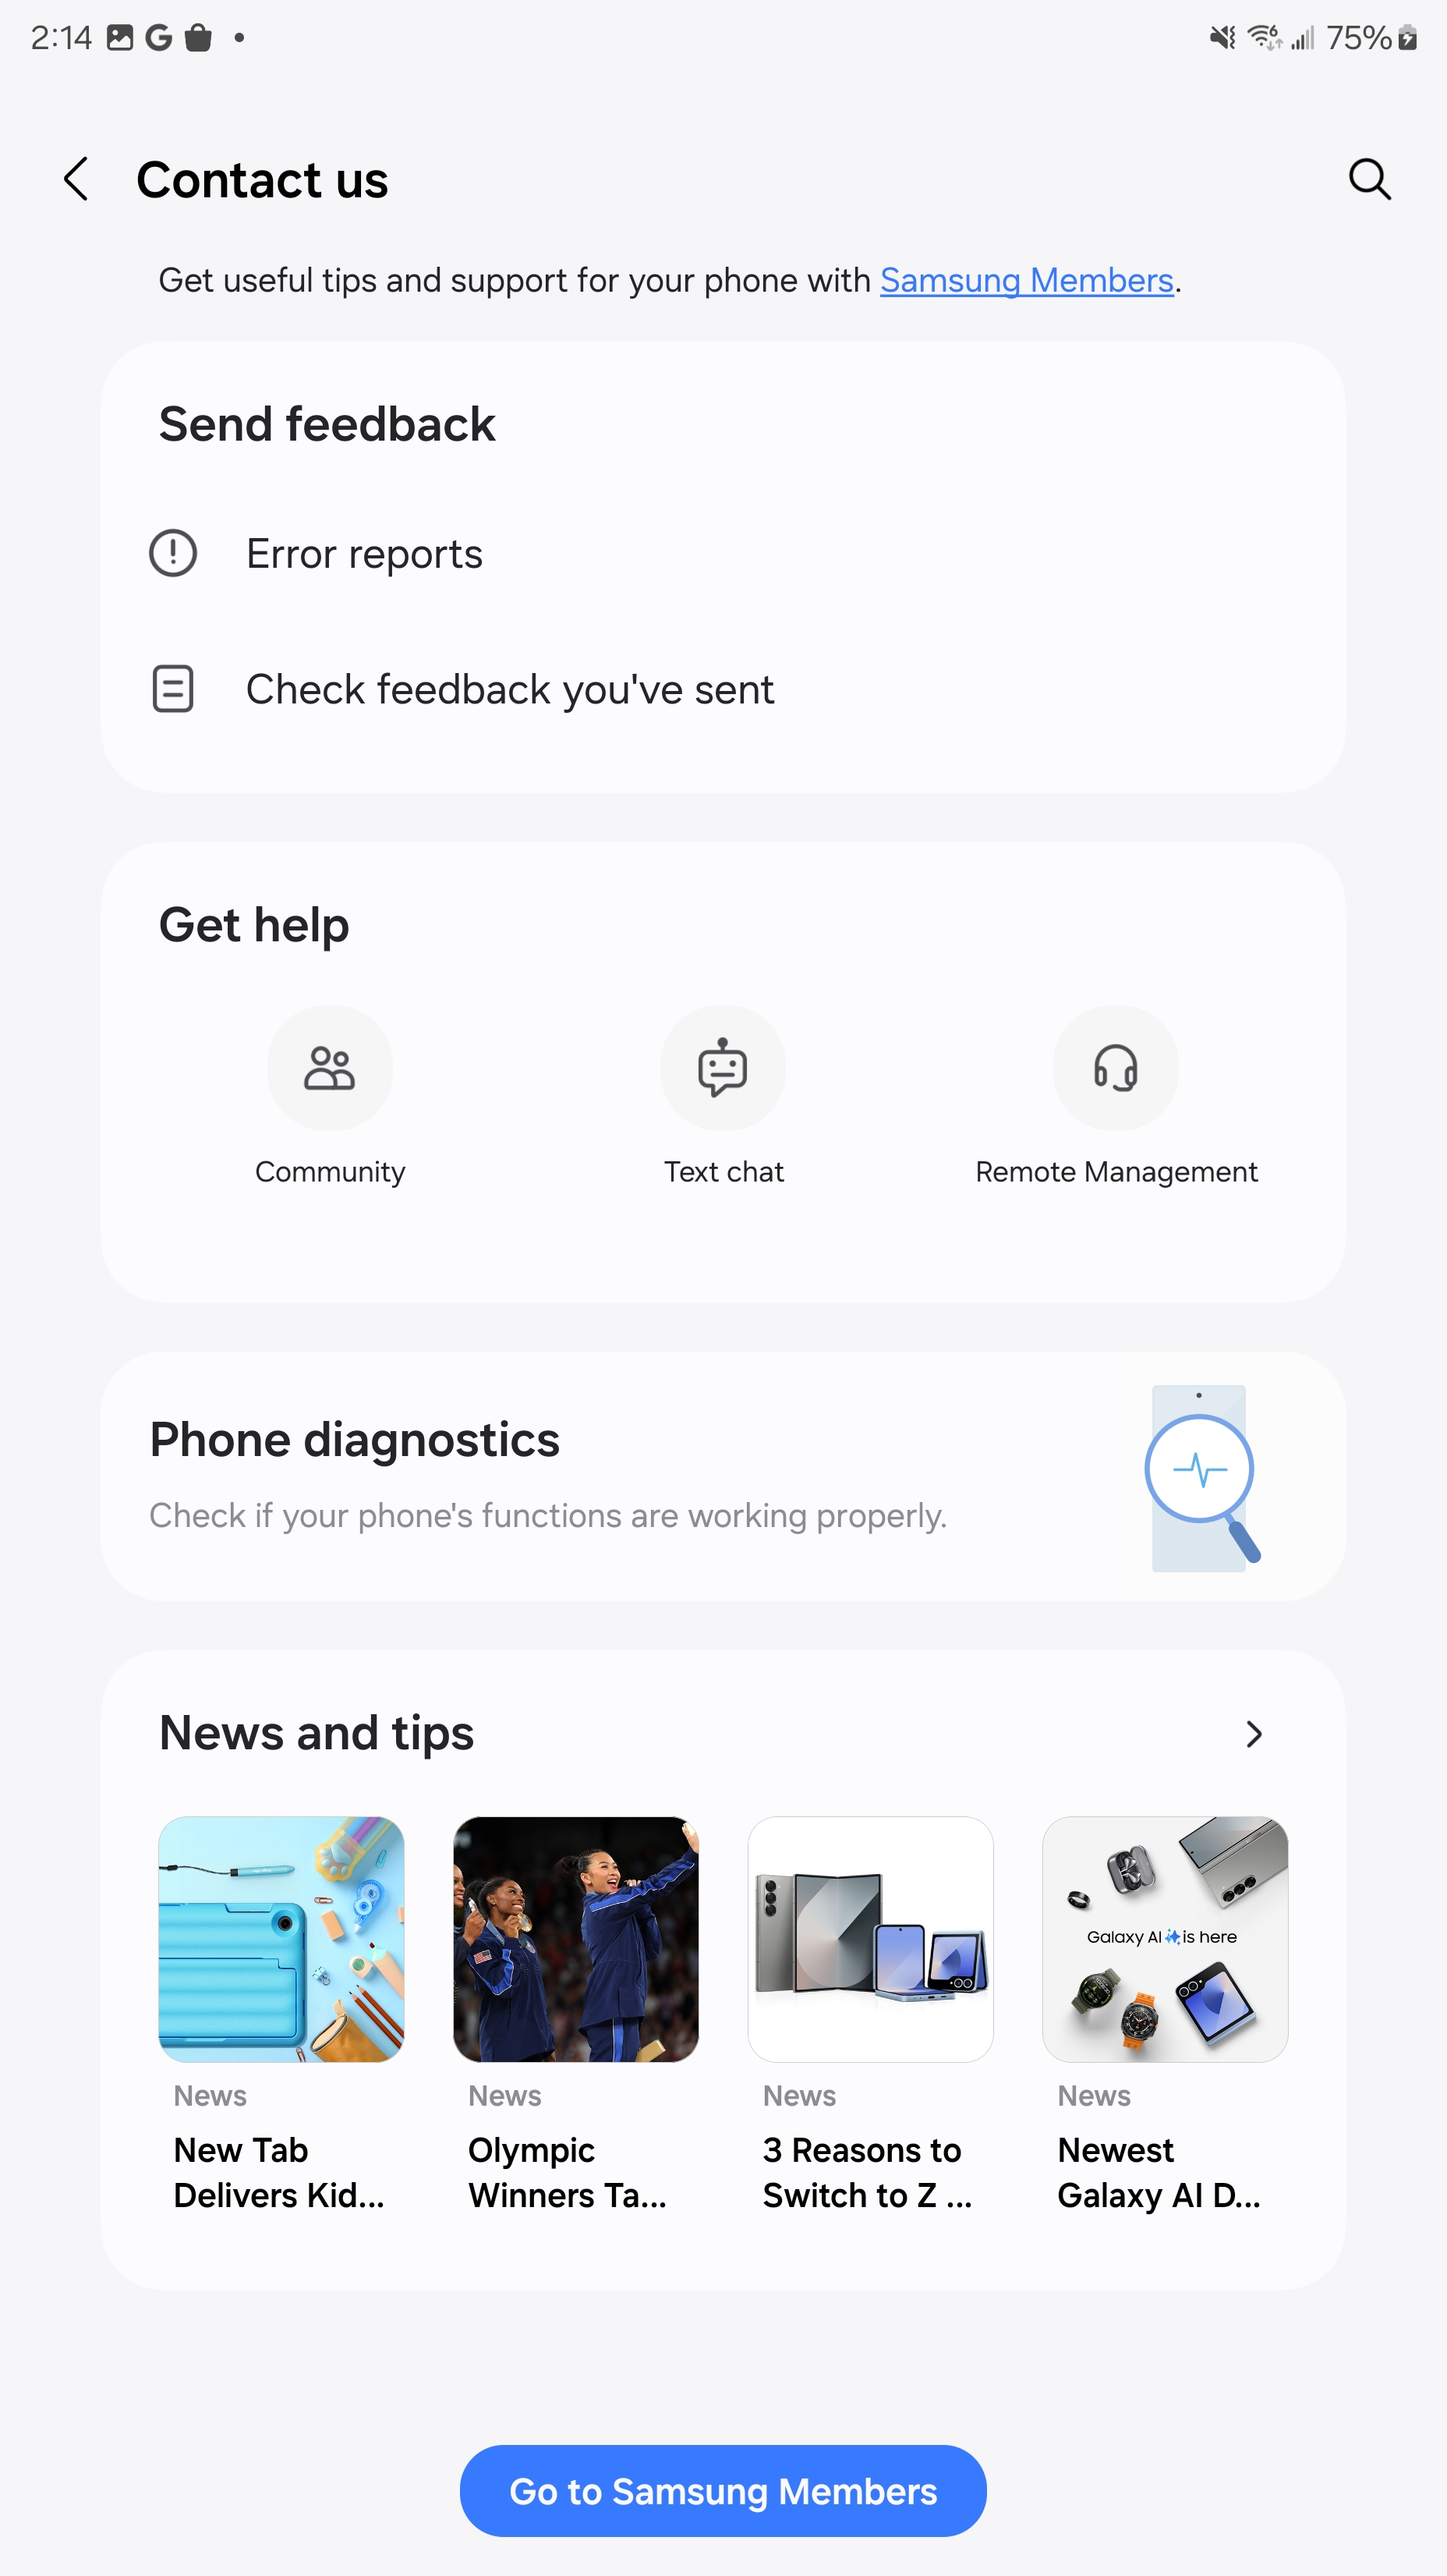 2:14
75%
Contact us
Get useful tips and support for your phone with Samsung Members.
Send feedback
Error reports
Check feedback you've sent
Get help
Community
Text chat
Remote Management
Phone diagnostics
Check if your phone's functions are working properly.
News and tips
Galaxy AI is here
News
New Tab
Delivers Kid...
News
Olympic
Winners Ta...
News
3 Reasons to
Switch to Z ...
News
Newest
Galaxy AI D...
Go to Samsung Members